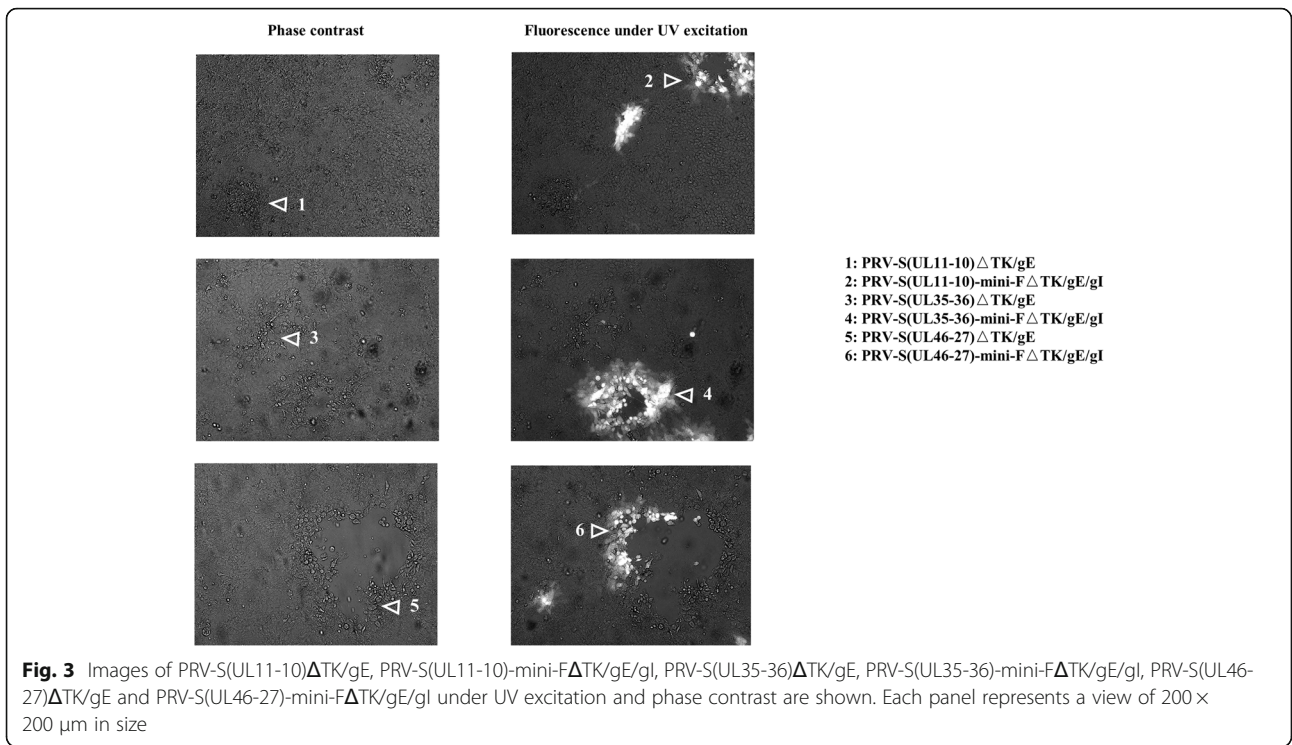 Phase contrast
Fluorescence under UV excitation
1
2
3
4
5
6
1: PRV-S(UL11-10)△TK/gE
2: PRV-S(UL11-10)-mini-F△TK/gE/gI
3: PRV-S(UL35-36)△TK/gE
4: PRV-S(UL35-36)-mini-F△TK/gE/gI
5: PRV-S(UL46-27)△TK/gE
6: PRV-S(UL46-27)-mini-F△TK/gE/gI
Fig. 3 Images of PRV-S(UL11-10)ΔTK/gE, PRV-S(UL11-10)-mini-FΔTK/gE/gI, PRV-S(UL35-36)ΔTK/gE, PRV-S(UL35-36)-mini-FΔTK/gE/gI, PRV-S(UL46-
27)ΔTK/gE and PRV-S(UL46-27)-mini-FΔTK/gE/gI under UV excitation and phase contrast are shown. Each panel represents a view of 200 ×
200 μm in size